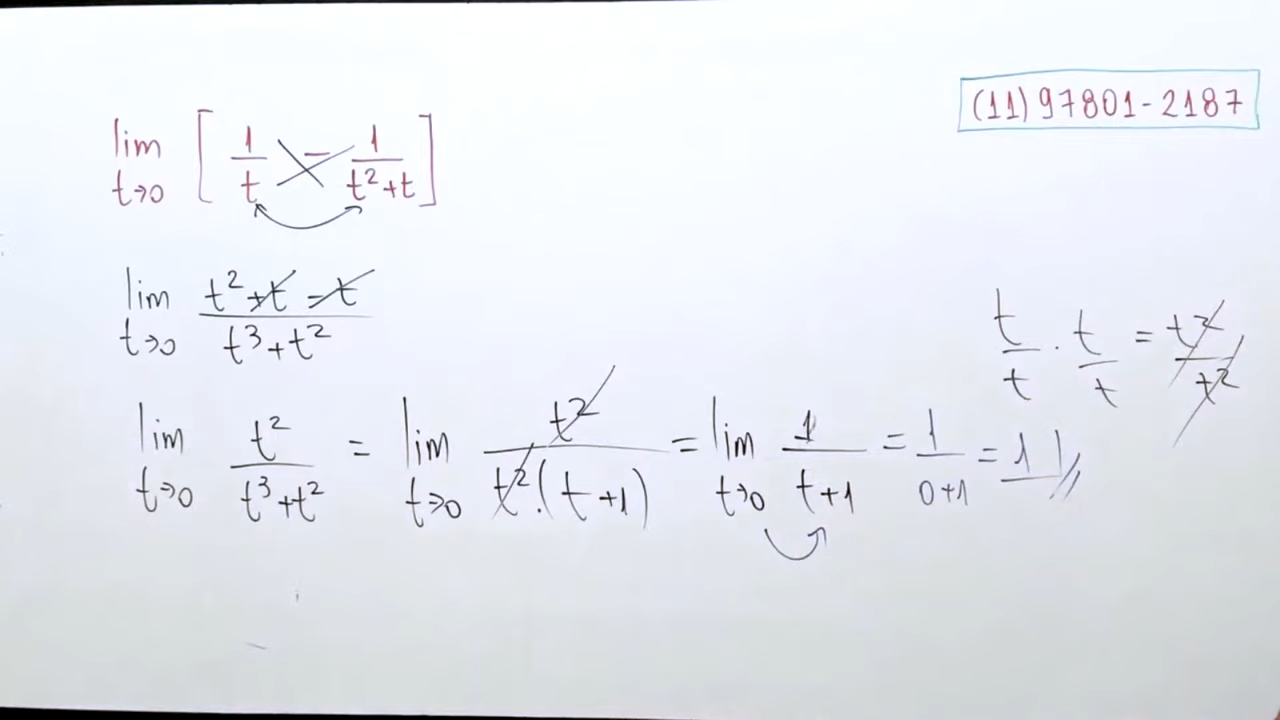 (11) 97801-2187
lim t→0 [ 1/t - 1/(t²+t) ]
lim t→0 (t²+t-t)/(t³+t²)
t/t . t/t = t²/t²
lim t→0 t²/(t³+t²) = lim t→0 t²/(t².(t+1)) = lim t→0 1/(t+1) = 1/(0+1) = 1